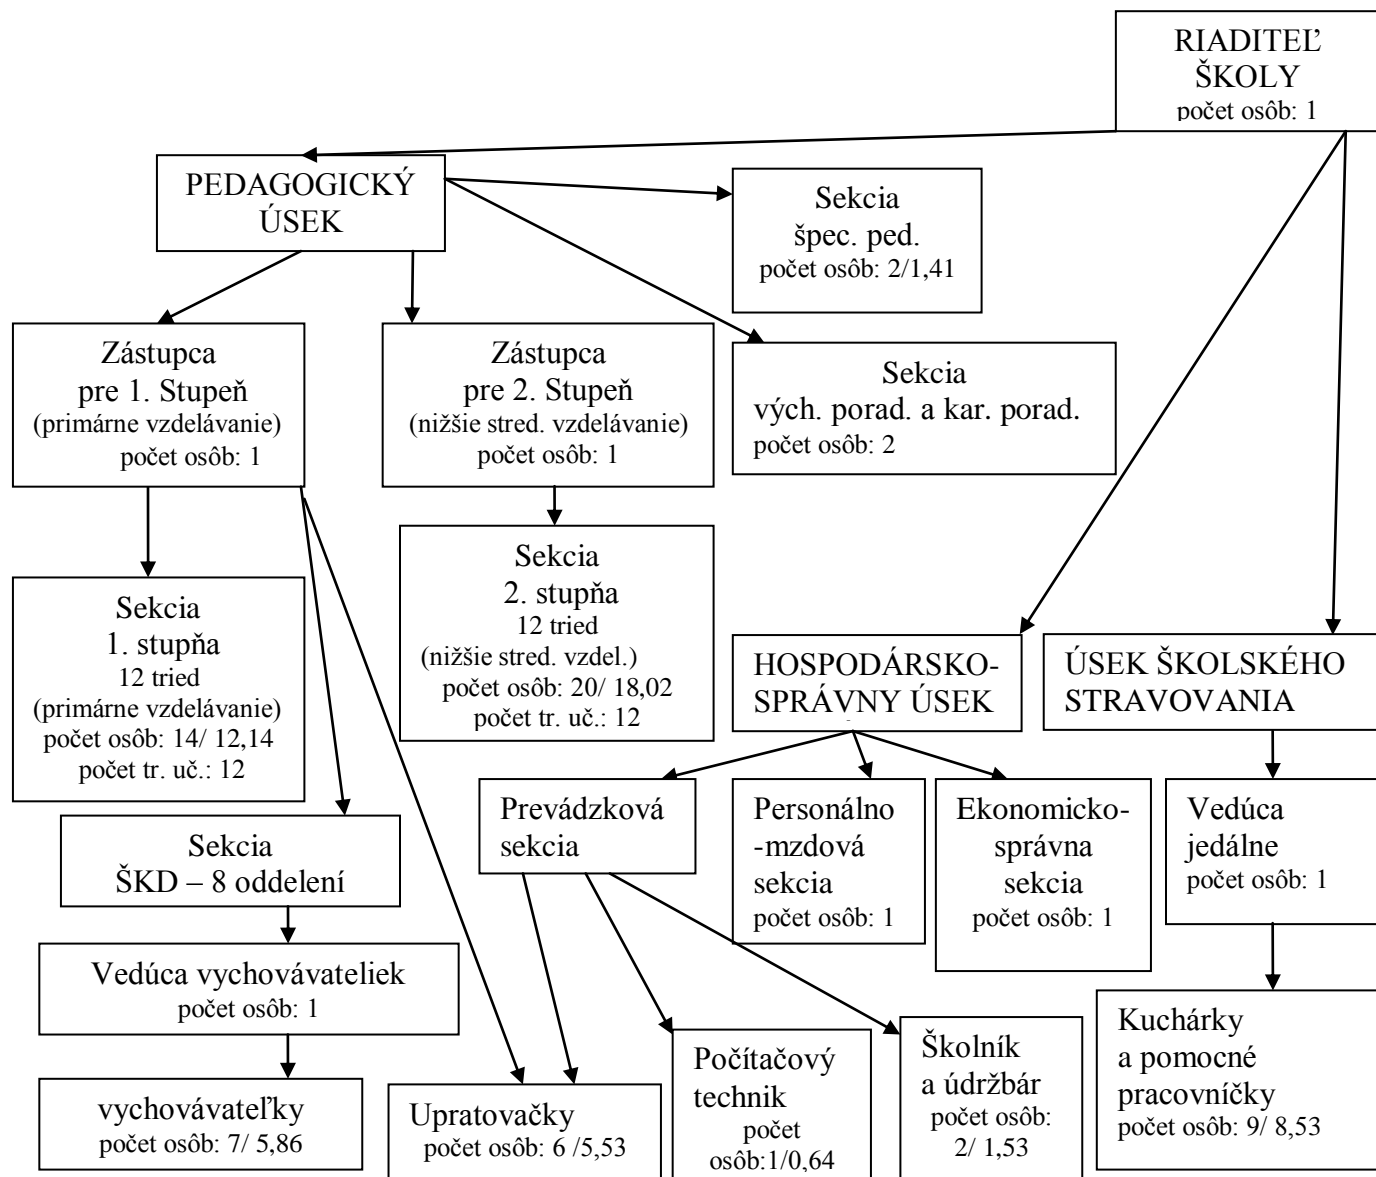 RIADITEĽ
ŠKOLY
počet osôb: 1
PEDAGOGICKÝ
ÚSEK
Sekcia
špec. ped.
počet osôb: 2/1,41
Zástupca
pre 1. Stupeň
(primárne vzdelávanie)
počet osôb: 1
Zástupca
pre 2. Stupeň
(nižšie stred. vzdelávanie)
počet osôb: 1
Sekcia
vých. porad. a kar. porad.
počet osôb: 2
Sekcia
1. stupňa
12 tried
(primárne vzdelávanie)
počet osôb: 14/ 12,14
počet tr. uč.: 12
Sekcia
2. stupňa
12 tried
(nižšie stred. vzdel.)
počet osôb: 20/ 18,02
počet tr. uč.: 12
HOSPODÁRSKO-
SPRÁVNY ÚSEK
ÚSEK ŠKOLSKÉHO
STRAVOVANIA
Sekcia
ŠKD – 8 oddelení
Prevádzková
sekcia
Personálno
-mzdová
sekcia
počet osôb: 1
Ekonomicko-
správna
sekcia
počet osôb: 1
Vedúca
jedálne
počet osôb: 1
Vedúca vychovávateliek
počet osôb: 1
vychovávateľky
počet osôb: 7/ 5,86
Upratovačky
počet osôb: 6 /5,53
Počítačový
technik
počet
osôb:1/0,64
Školník
a údržbár
počet osôb:
2/ 1,53
Kuchárky
a pomocné
pracovníčky
počet osôb: 9/ 8,53